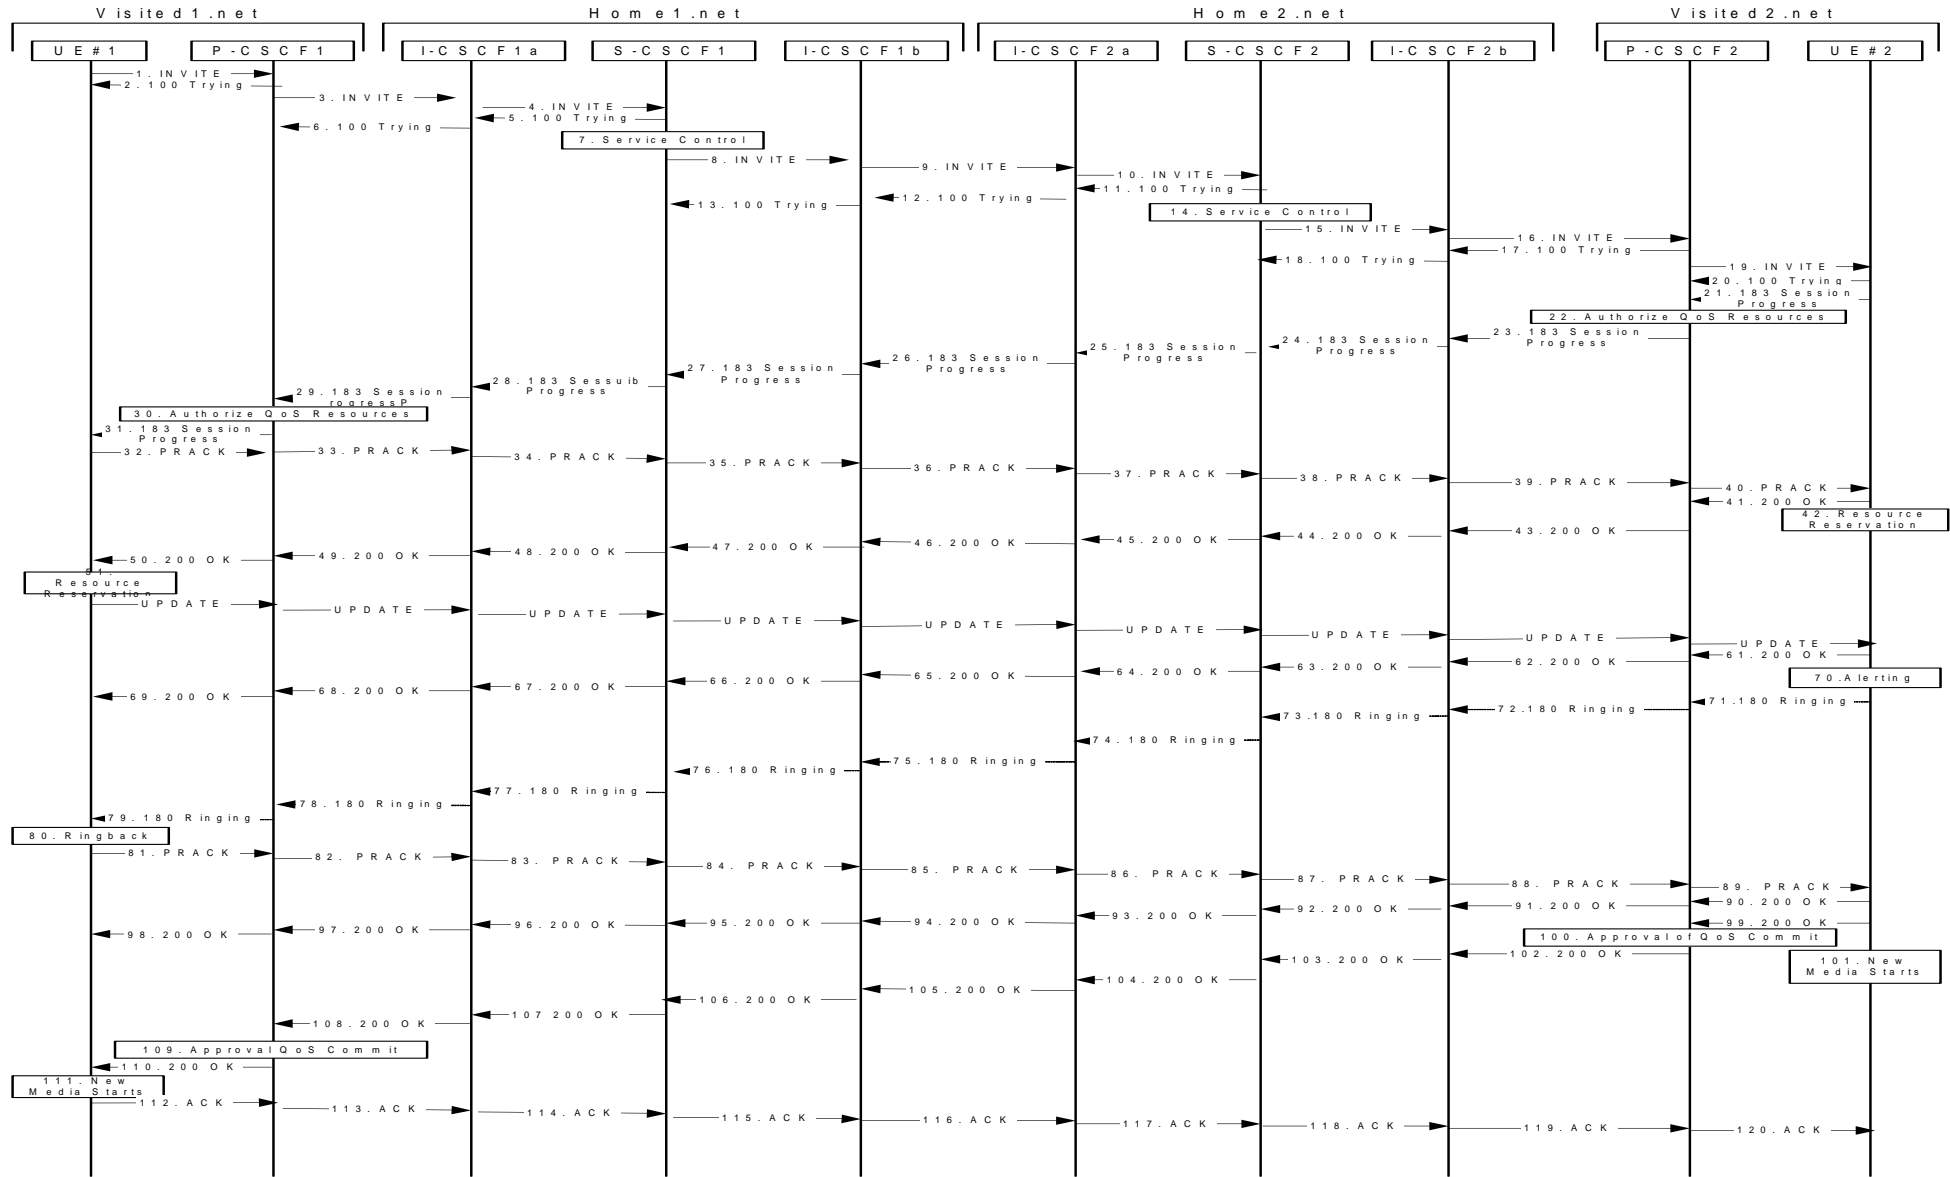 Visited1.net
Home1.net
Home2.net
Visited2.net
UE#1
P-CSCF1
I-CSCF1a
S-CSCF1
I-CSCF1b
I-CSCF2a
S-CSCF2
I-CSCF2b
P-CSCF2
UE#2
1.INVITE
2.100 Trying
3.INVITE
4.INVITE
5.100 Trying
6.100 Trying
7.Service Control
8.INVITE
9.INVITE
10.INVITE
11.100 Trying
12.100 Trying
13.100 Trying
14.Service Control
15.INVITE
16.INVITE
17.100 Trying
18.100 Trying
19.INVITE
20.100 Trying
21.183 Session
Progress
22.Authorize QoS Resources
23.183 Session
Progress
24.183 Session
Progress
25.183 Session
Progress
26.183 Session
Progress
27.183 Session
Progress
28.183 Sessuib
Progress
29.183 Session
rogressP
30.Authorize QoS Resources
31.183 Session
Progress
32.PRACK
33.PRACK
34.PRACK
35.PRACK
36.PRACK
37.PRACK
38.PRACK
39.PRACK
40.PRACK
41.200 OK
42.Resource
Reservation
43.200 OK
44.200 OK
45.200 OK
46.200 OK
47.200 OK
48.200 OK
49.200 OK
50.200 OK
51.
Resource
Reservation
UPDATE
UPDATE
UPDATE
UPDATE
UPDATE
UPDATE
UPDATE
UPDATE
UPDATE
61.200 OK
62.200 OK
63.200 OK
64.200 OK
65.200 OK
66.200 OK
67.200 OK
68.200 OK
69.200 OK
70.Alerting
71.180 Ringing
72.180 Ringing
73.180 Ringing
74.180 Ringing
75.180 Ringing
76.180 Ringing
77.180 Ringing
78.180 Ringing
79.180 Ringing
80.Ringback
81.PRACK
82. PRACK
83. PRACK
84. PRACK
85. PRACK
86. PRACK
87. PRACK
88. PRACK
89. PRACK
90.200 OK
91.200 OK
92.200 OK
93.200 OK
94.200 OK
95.200 OK
96.200 OK
97.200 OK
98.200 OK
99.200 OK
100.ApprovalofQoS Commit
101.New
Media Starts
102.200 OK
103.200 OK
104.200 OK
105.200 OK
106.200 OK
107 200 OK
108.200 OK
109.ApprovalQoS Commit
110.200 OK
111.New
Media Starts
112.ACK
113.ACK
114.ACK
115.ACK
116.ACK
117.ACK
118.ACK
119.ACK
120.ACK